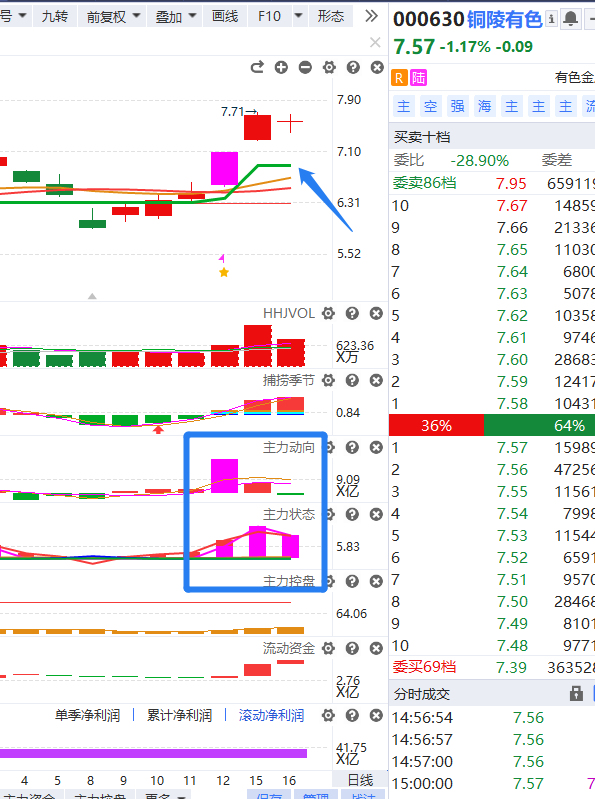 号 九转 前复权 叠加 画线 F10 形态
7.71→
7.90
7.10
6.31
5.52
HHJVOL
623.36
X万
捕捞季节
0.84
主力动向
9.09
X亿
主力状态
5.83
主力控盘
64.06
流动资金
2.76
X亿
单季净利润 累计净利润 滚动净利润
41.75
X亿
4 5 8 9 10 11 12 15 16 日线
主力资金 主力控盘 更多 保存 管理 战法
000630 铜陵有色
7.57 -1.17% -0.09
R 陆 有色金
主 空 强 海 主 主 主 流
买卖十档
委比 -28.90% 委差
委卖86档 7.95 659119
10 7.67 14859
9 7.66 21336
8 7.65 11030
7 7.64 6800
6 7.63 5078
5 7.62 10358
4 7.61 9746
3 7.60 28683
2 7.59 12417
1 7.58 10431
36% 64%
1 7.57 15989
2 7.56 47256
3 7.55 11561
4 7.54 7998
5 7.53 11544
6 7.52 6591
7 7.51 9570
8 7.50 28468
9 7.49 8101
10 7.48 9771
委买69档 7.39 363528
分时成交
14:56:54 7.56
14:56:57 7.56
14:57:00 7.56
15:00:00 7.57 7